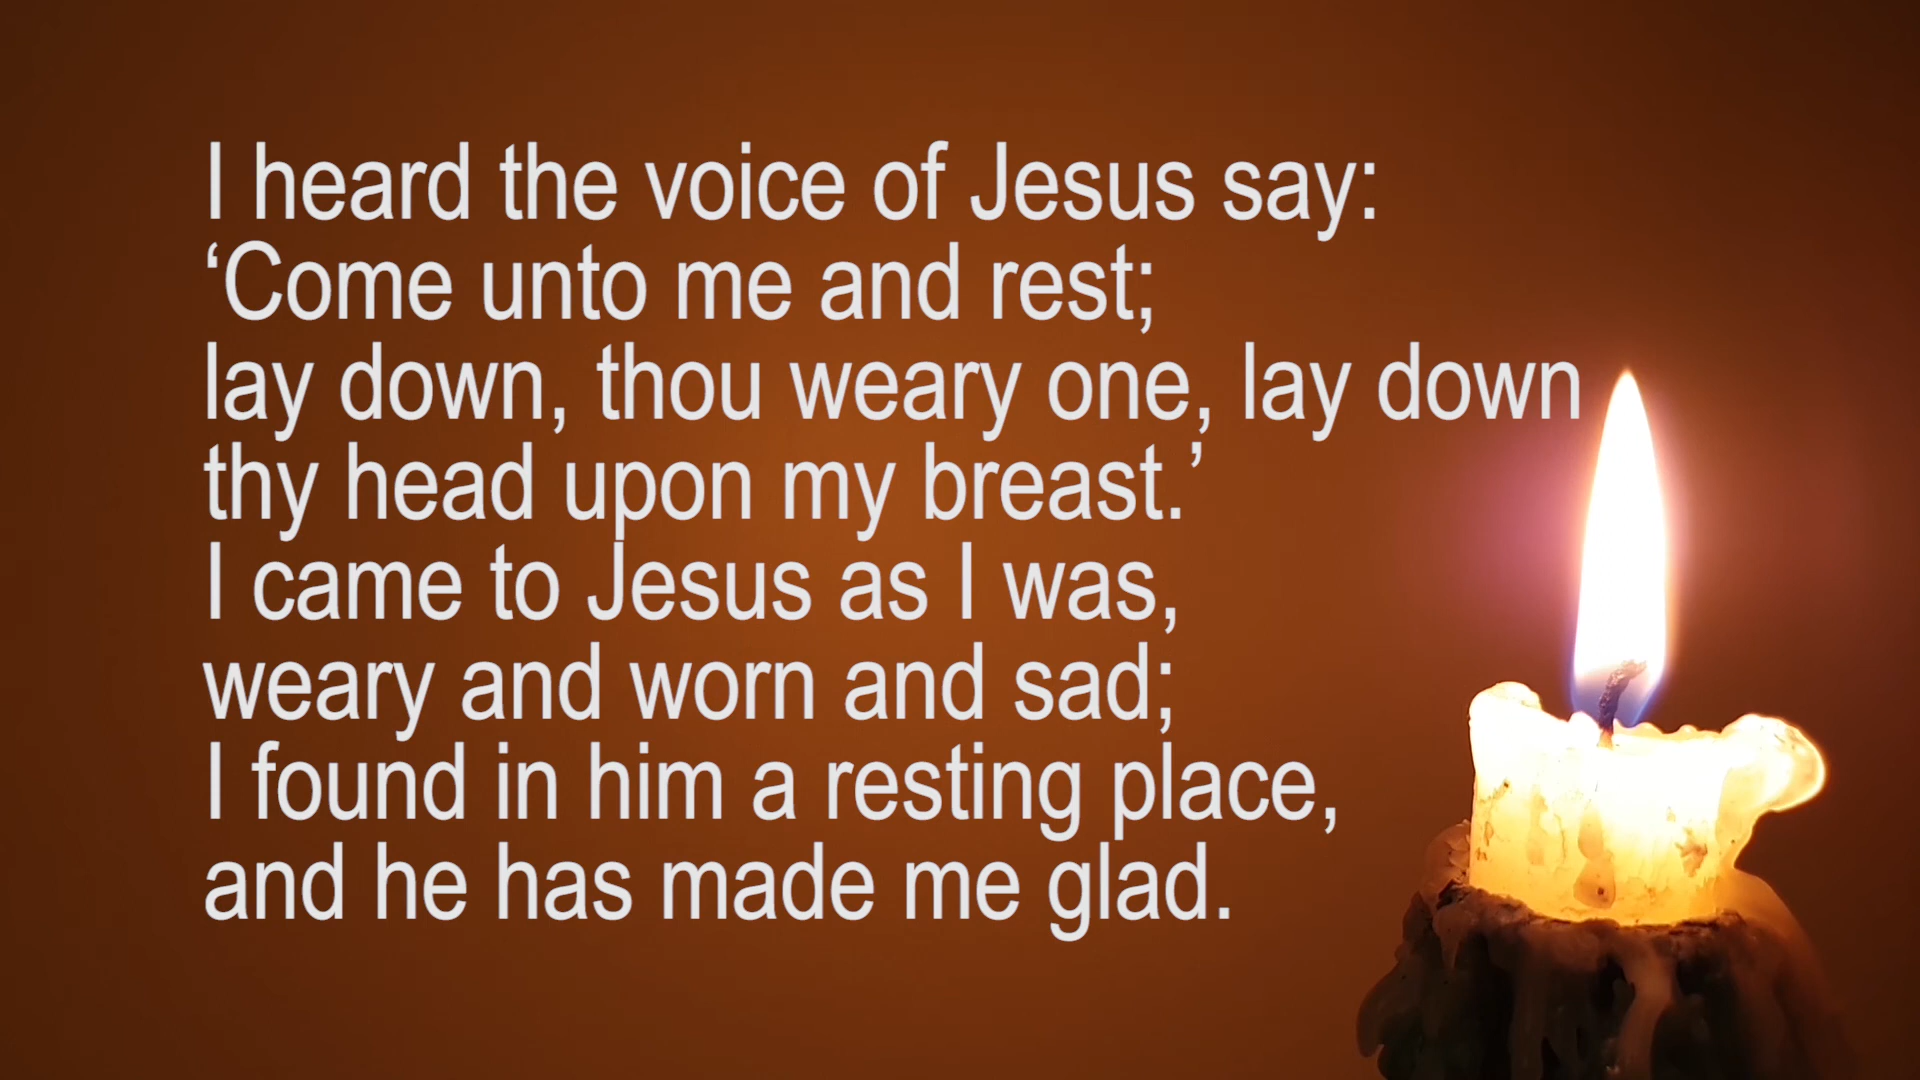 I heard the voice of Jesus say:
‘Come unto me and rest;
lay down, thou weary one, lay down
thy head upon my breast.’
I came to Jesus as I was,
weary and worn and sad;
I found in him a resting place,
and he has made me glad.